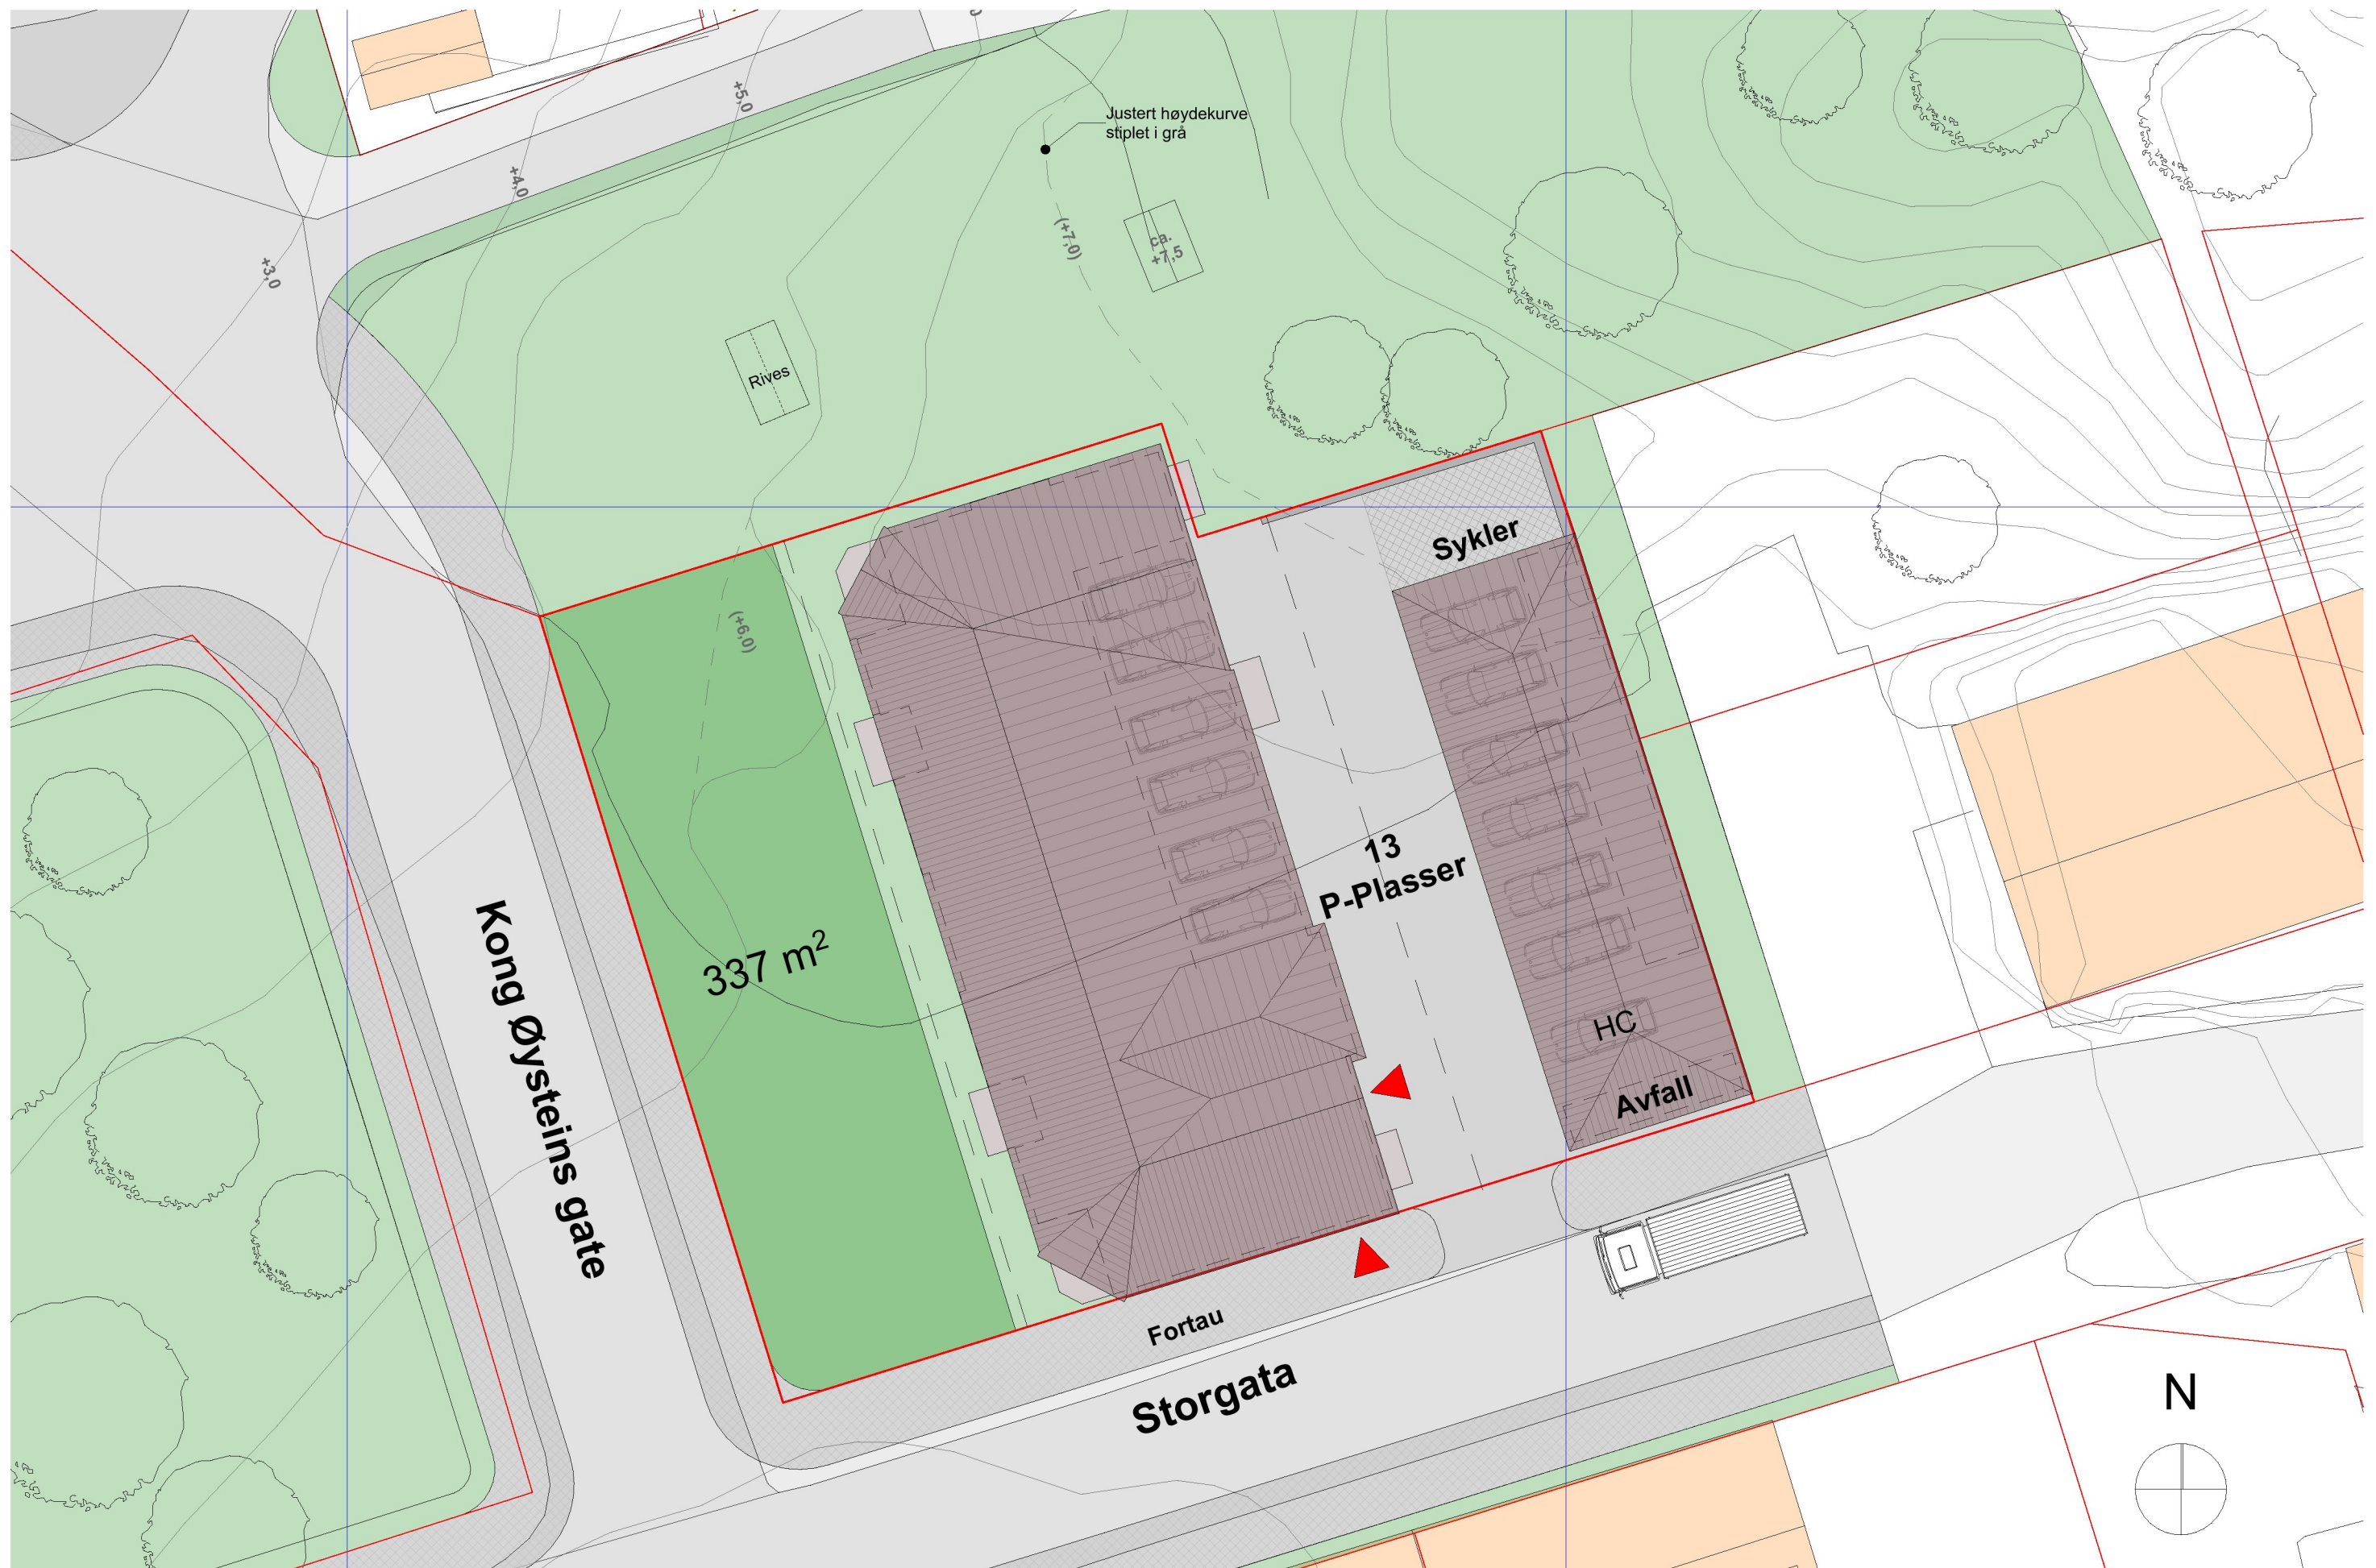 +5,0
Justert høydekurve
stiplet i grå
+4,0
(+7,0)
ca.
+7,5
+3,0
Rives
Sykler
(+6,0)
13
P-Plasser
337 m²
Kong Øysteins gate
HC
Avfall
Fortau
Storgata
N